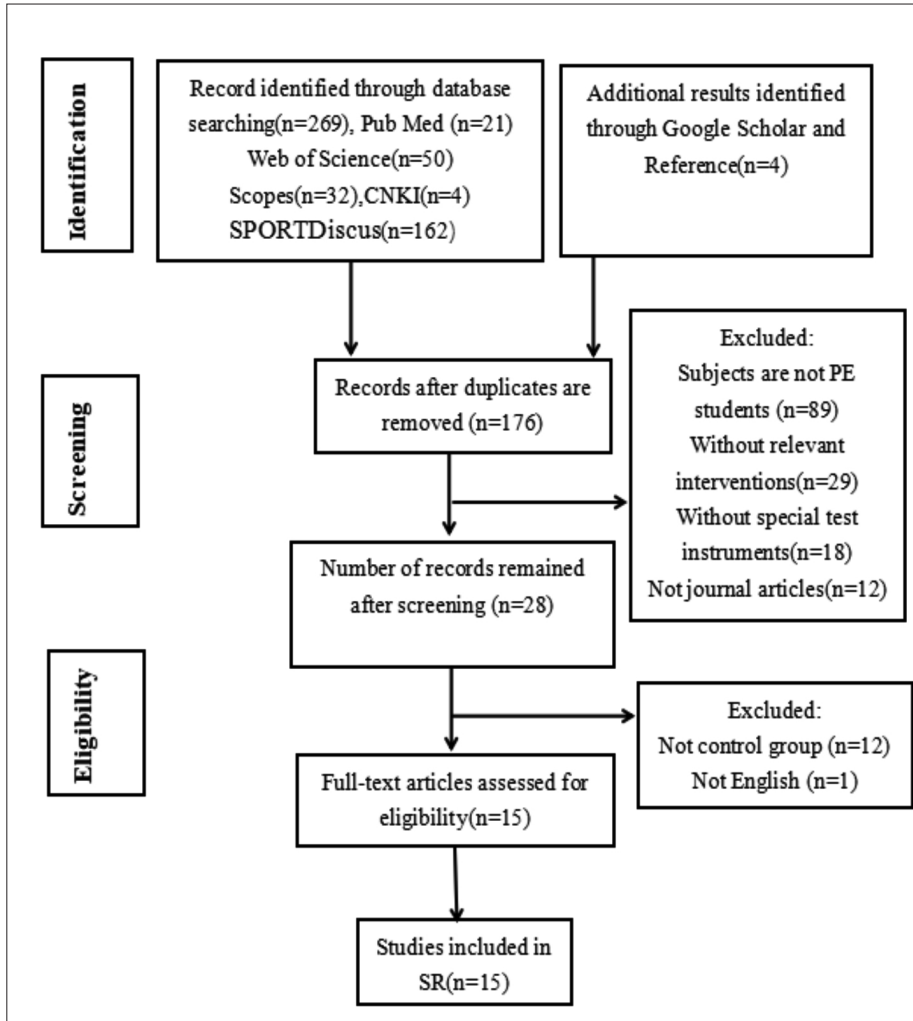 Identification
Record identified through database
searching(n=269), Pub Med (n=21)
Web of Science(n=50)
Scopes(n=32),CNKI(n=4)
SPORTDiscus(n=162)
Additional results identified
through Google Scholar and
Reference(n=4)
Screening
Records after duplicates are
removed (n=176)
Excluded:
Subjects are not PE
students (n=89)
Without relevant
interventions(n=29)
Without special test
instruments(n=18)
Not journal articles(n=12)
Number of records remained
after screening (n=28)
Eligibility
Excluded:
Not control group (n=12)
Not English (n=1)
Full-text articles assessed for
eligibility(n=15)
Studies included in
SR(n=15)